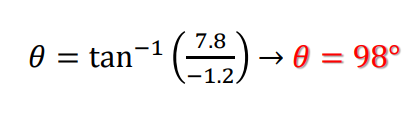 θ = tan⁻¹ (7.8 / −1.2) → θ = 98°